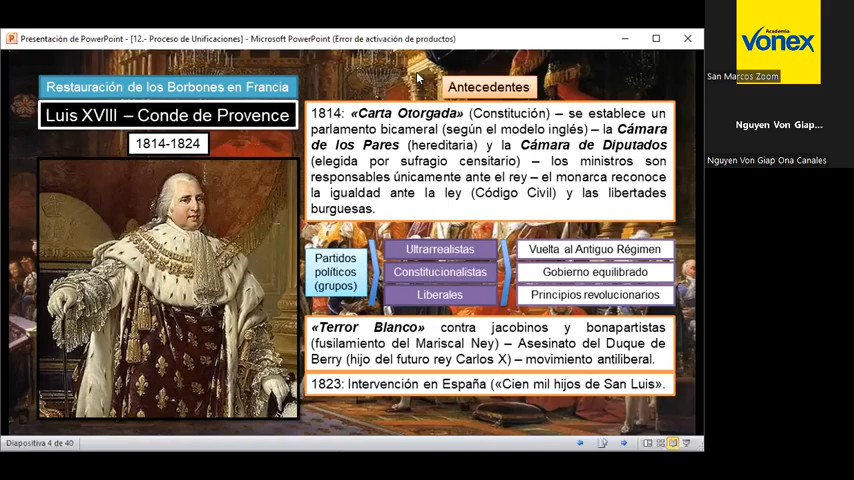 Presentación de PowerPoint - [12.- Proceso de Unificaciones] - Microsoft PowerPoint (Error de activación de productos)
Restauración de los Borbones en Francia
Luis XVIII – Conde de Provence
1814-1824
Antecedentes
1814: «Carta Otorgada» (Constitución) – se establece un
parlamento bicameral (según el modelo inglés) – la Cámara
de los Pares (hereditaria) y la Cámara de Diputados
(elegida por sufragio censitario) – los ministros son
responsables únicamente ante el rey – el monarca reconoce
la igualdad ante la ley (Código Civil) y las libertades
burguesas.
Partidos
políticos
(grupos)
Ultrarrealistas
Vuelta al Antiguo Régimen
Constitucionalistas
Gobierno equilibrado
Liberales
Principios revolucionarios
«Terror Blanco» contra jacobinos y bonapartistas
(fusilamiento del Mariscal Ney) – Asesinato del Duque de
Berry (hijo del futuro rey Carlos X) – movimiento antiliberal.
1823: Intervención en España («Cien mil hijos de San Luis».
Diapositiva 4 de 40
Academia
VONEX
San Marcos Zoom
Nguyen Von Giap...
Nguyen Von Giap Ona Canales